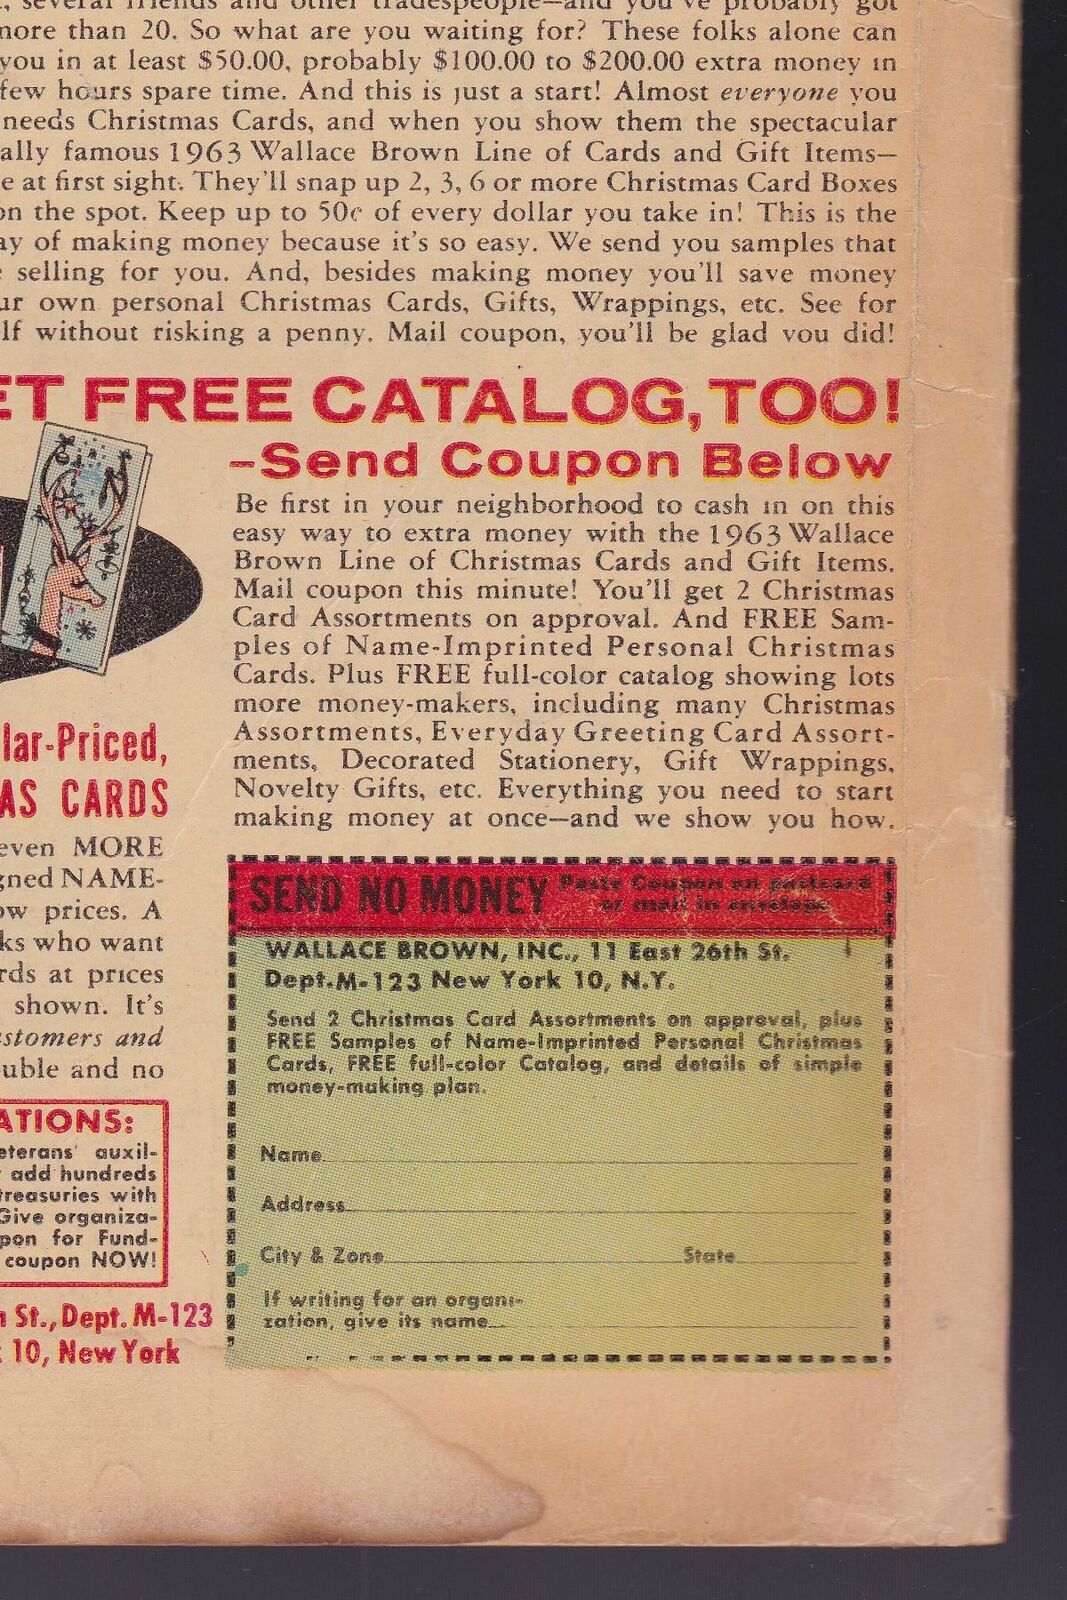 , several friends and other tradespeople—and you've probably got
more than 20. So what are you waiting for? These folks alone can
you in at least $50.00, probably $100.00 to $200.00 extra money in
few hours spare time. And this is just a start! Almost everyone you
needs Christmas Cards, and when you show them the spectacular
ally famous 1963 Wallace Brown Line of Cards and Gift Items—
e at first sight. They'll snap up 2, 3, 6 or more Christmas Card Boxes
on the spot. Keep up to 50¢ of every dollar you take in! This is the
ay of making money because it's so easy. We send you samples that
selling for you. And, besides making money you'll save money
ur own personal Christmas Cards, Gifts, Wrappings, etc. See for
lf without risking a penny. Mail coupon, you'll be glad you did!
ET FREE CATALOG, TOO!
–Send Coupon Below
Be first in your neighborhood to cash in on this
easy way to extra money with the 1963 Wallace
Brown Line of Christmas Cards and Gift Items.
Mail coupon this minute! You'll get 2 Christmas
Card Assortments on approval. And FREE Sam-
ples of Name-Imprinted Personal Christmas
Cards. Plus FREE full-color catalog showing lots
more money-makers, including many Christmas
Assortments, Everyday Greeting Card Assort-
ments, Decorated Stationery, Gift Wrappings,
Novelty Gifts, etc. Everything you need to start
making money at once—and we show you how.
lar-Priced,
AS CARDS
even MORE
gned NAME-
ow prices. A
ks who want
rds at prices
shown. It's
stomers and
uble and no
ATIONS:
eterans' auxil-
add hundreds
treasuries with
Give organiza-
pon for Fund-
coupon NOW!
St., Dept. M-123
10, New York
SEND NO MONEY Paste Coupon on postcard
or mail in envelope
WALLACE BROWN, INC., 11 East 26th St.
Dept. M-123 New York 10, N.Y.
Send 2 Christmas Card Assortments on approval, plus
FREE Samples of Name-Imprinted Personal Christmas
Cards, FREE full-color Catalog, and details of simple
money-making plan.
Name
Address
City & Zone State
If writing for an organi-
zation, give its name